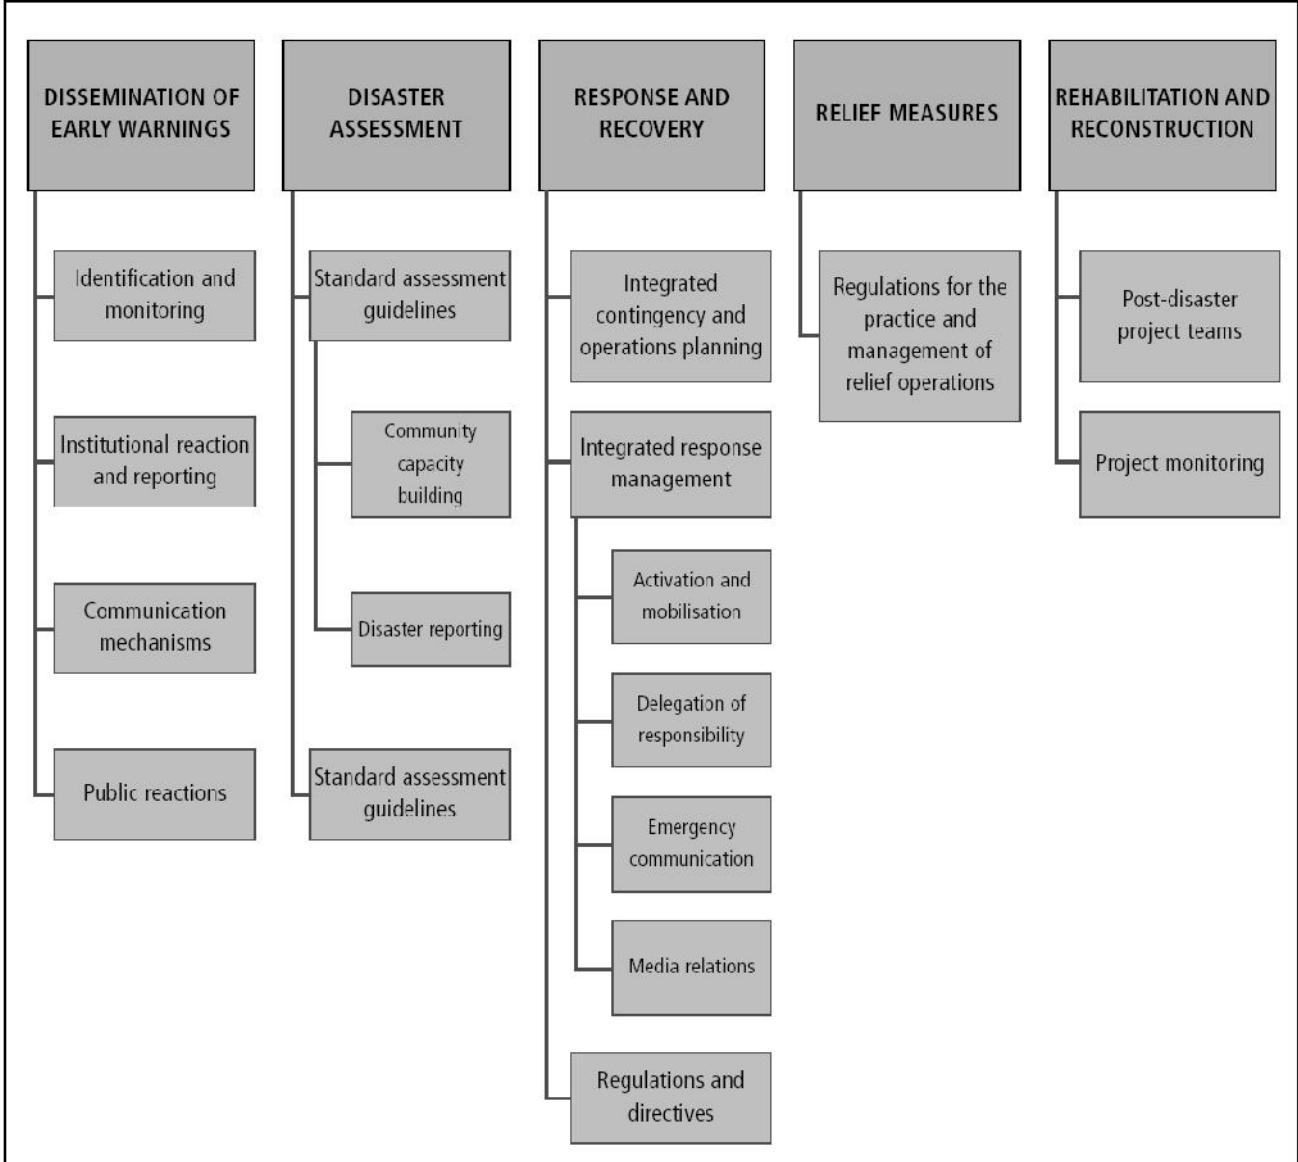 DISSEMINATION OF
EARLY WARNINGS
Identification and
monitoring
Institutional reaction
and reporting
Communication
mechanisms
Public reactions
DISASTER
ASSESSMENT
Standard assessment
guidelines
Community
capacity
building
Disaster reporting
Standard assessment
guidelines
RESPONSE AND
RECOVERY
Integrated
contingency and
operations planning
Integrated response
management
Activation and
mobilisation
Delegation of
responsibility
Emergency
communication
Media relations
Regulations and
directives
RELIEF MEASURES
Regulations for the
practice and
management of
relief operations
REHABILITATION AND
RECONSTRUCTION
Post-disaster
project teams
Project monitoring